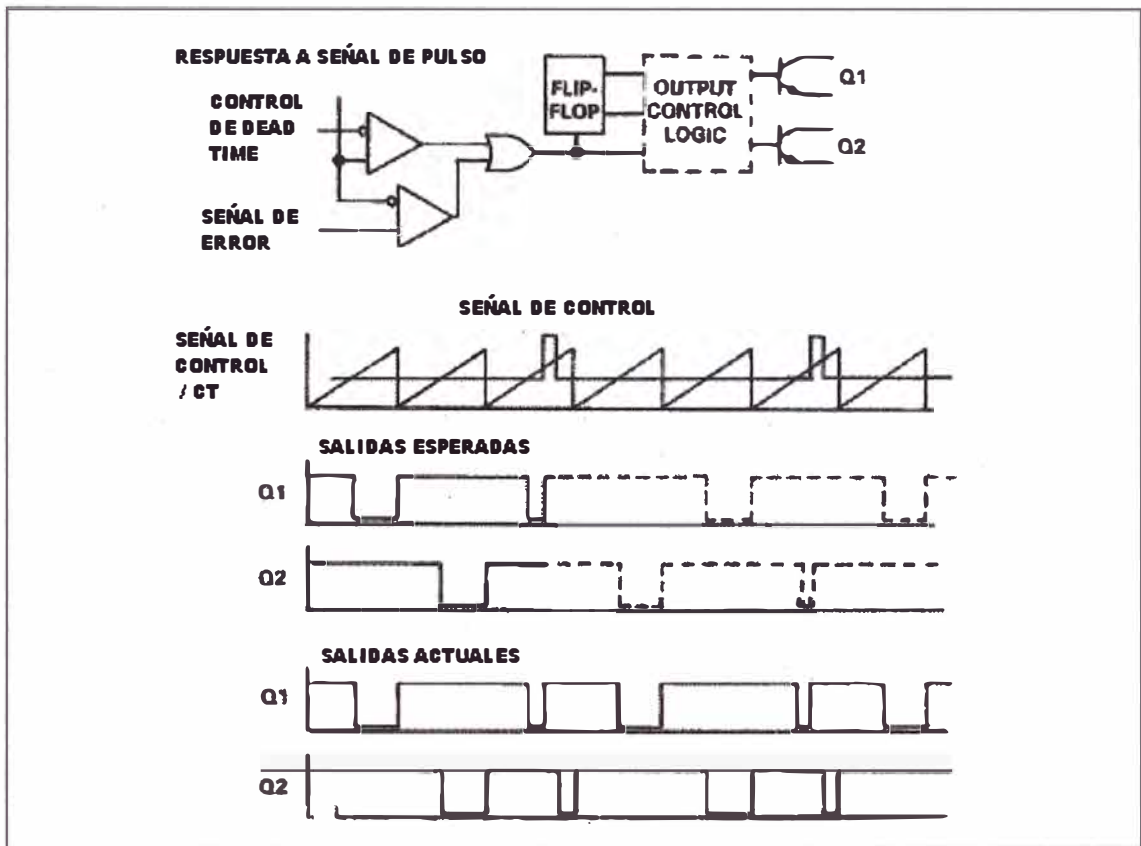 RESPUESTA A SEÑAL DE PULSO
CONTROL
DE DEAD
TIME
SEÑAL DE
ERROR
FLIP-
FLOP
OUTPUT
CONTROL
LOGIC
Q1
Q2
SEÑAL DE CONTROL
SEÑAL DE
CONTROL
/ CT
SALIDAS ESPERADAS
Q1
Q2
SALIDAS ACTUALES
Q1
Q2